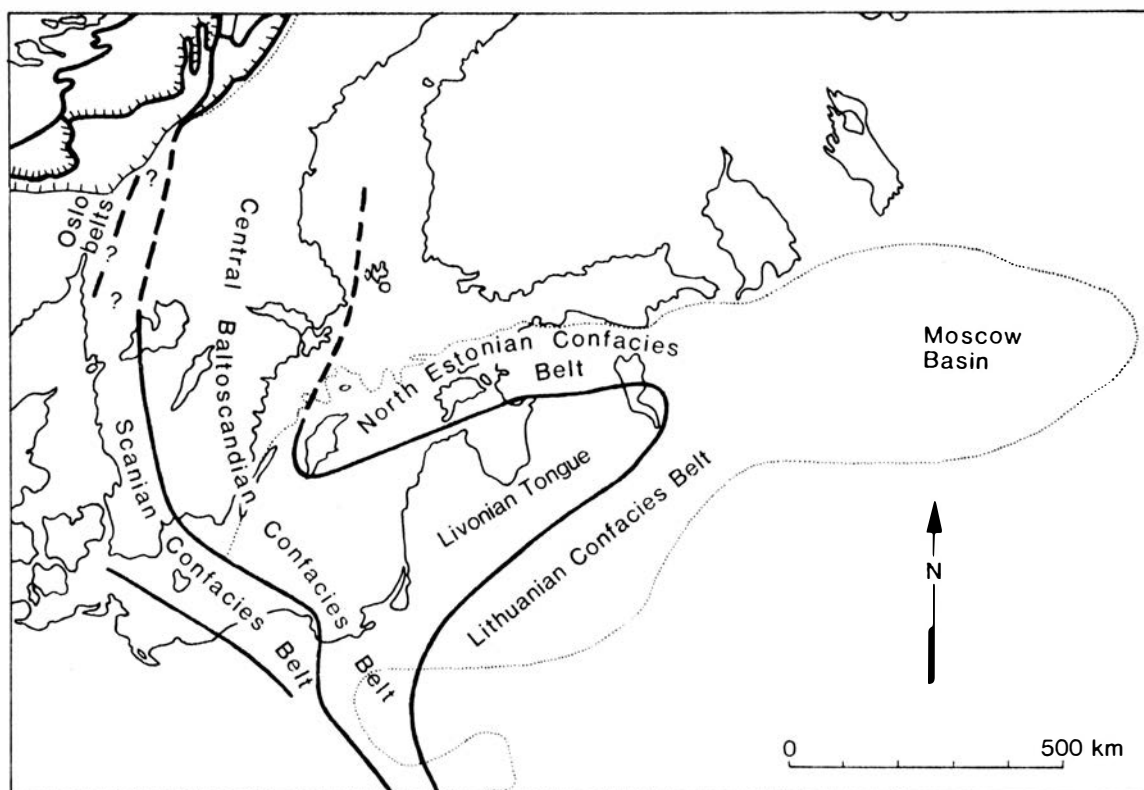 Oslo
belts
?
?
?
Central Baltoscandian
Confacies
Belt
North Estonian Confacies
Belt
Moscow
Basin
Scanian
Confacies
Belt
Livonian Tongue
Lithuanian Confacies Belt
N
0 500 km